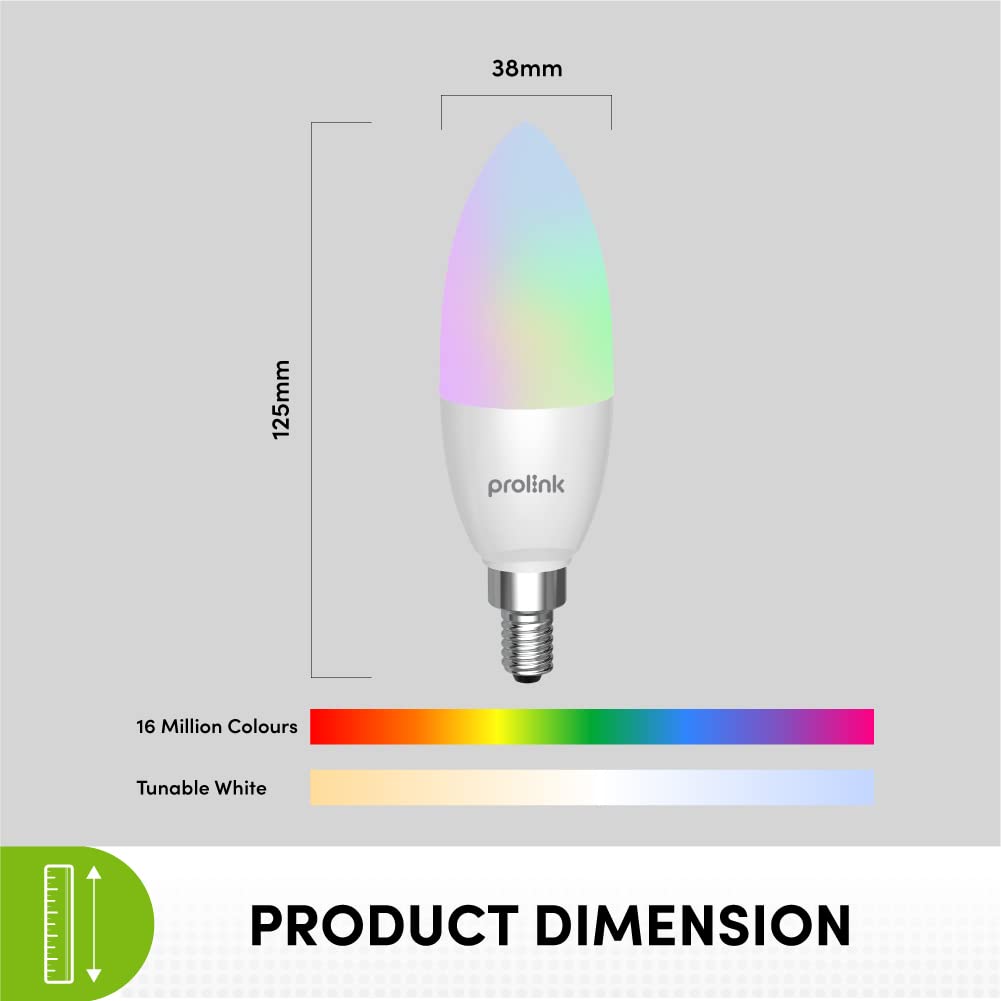 38mm
125mm
prolink
16 Million Colours
Tunable White
PRODUCT DIMENSION